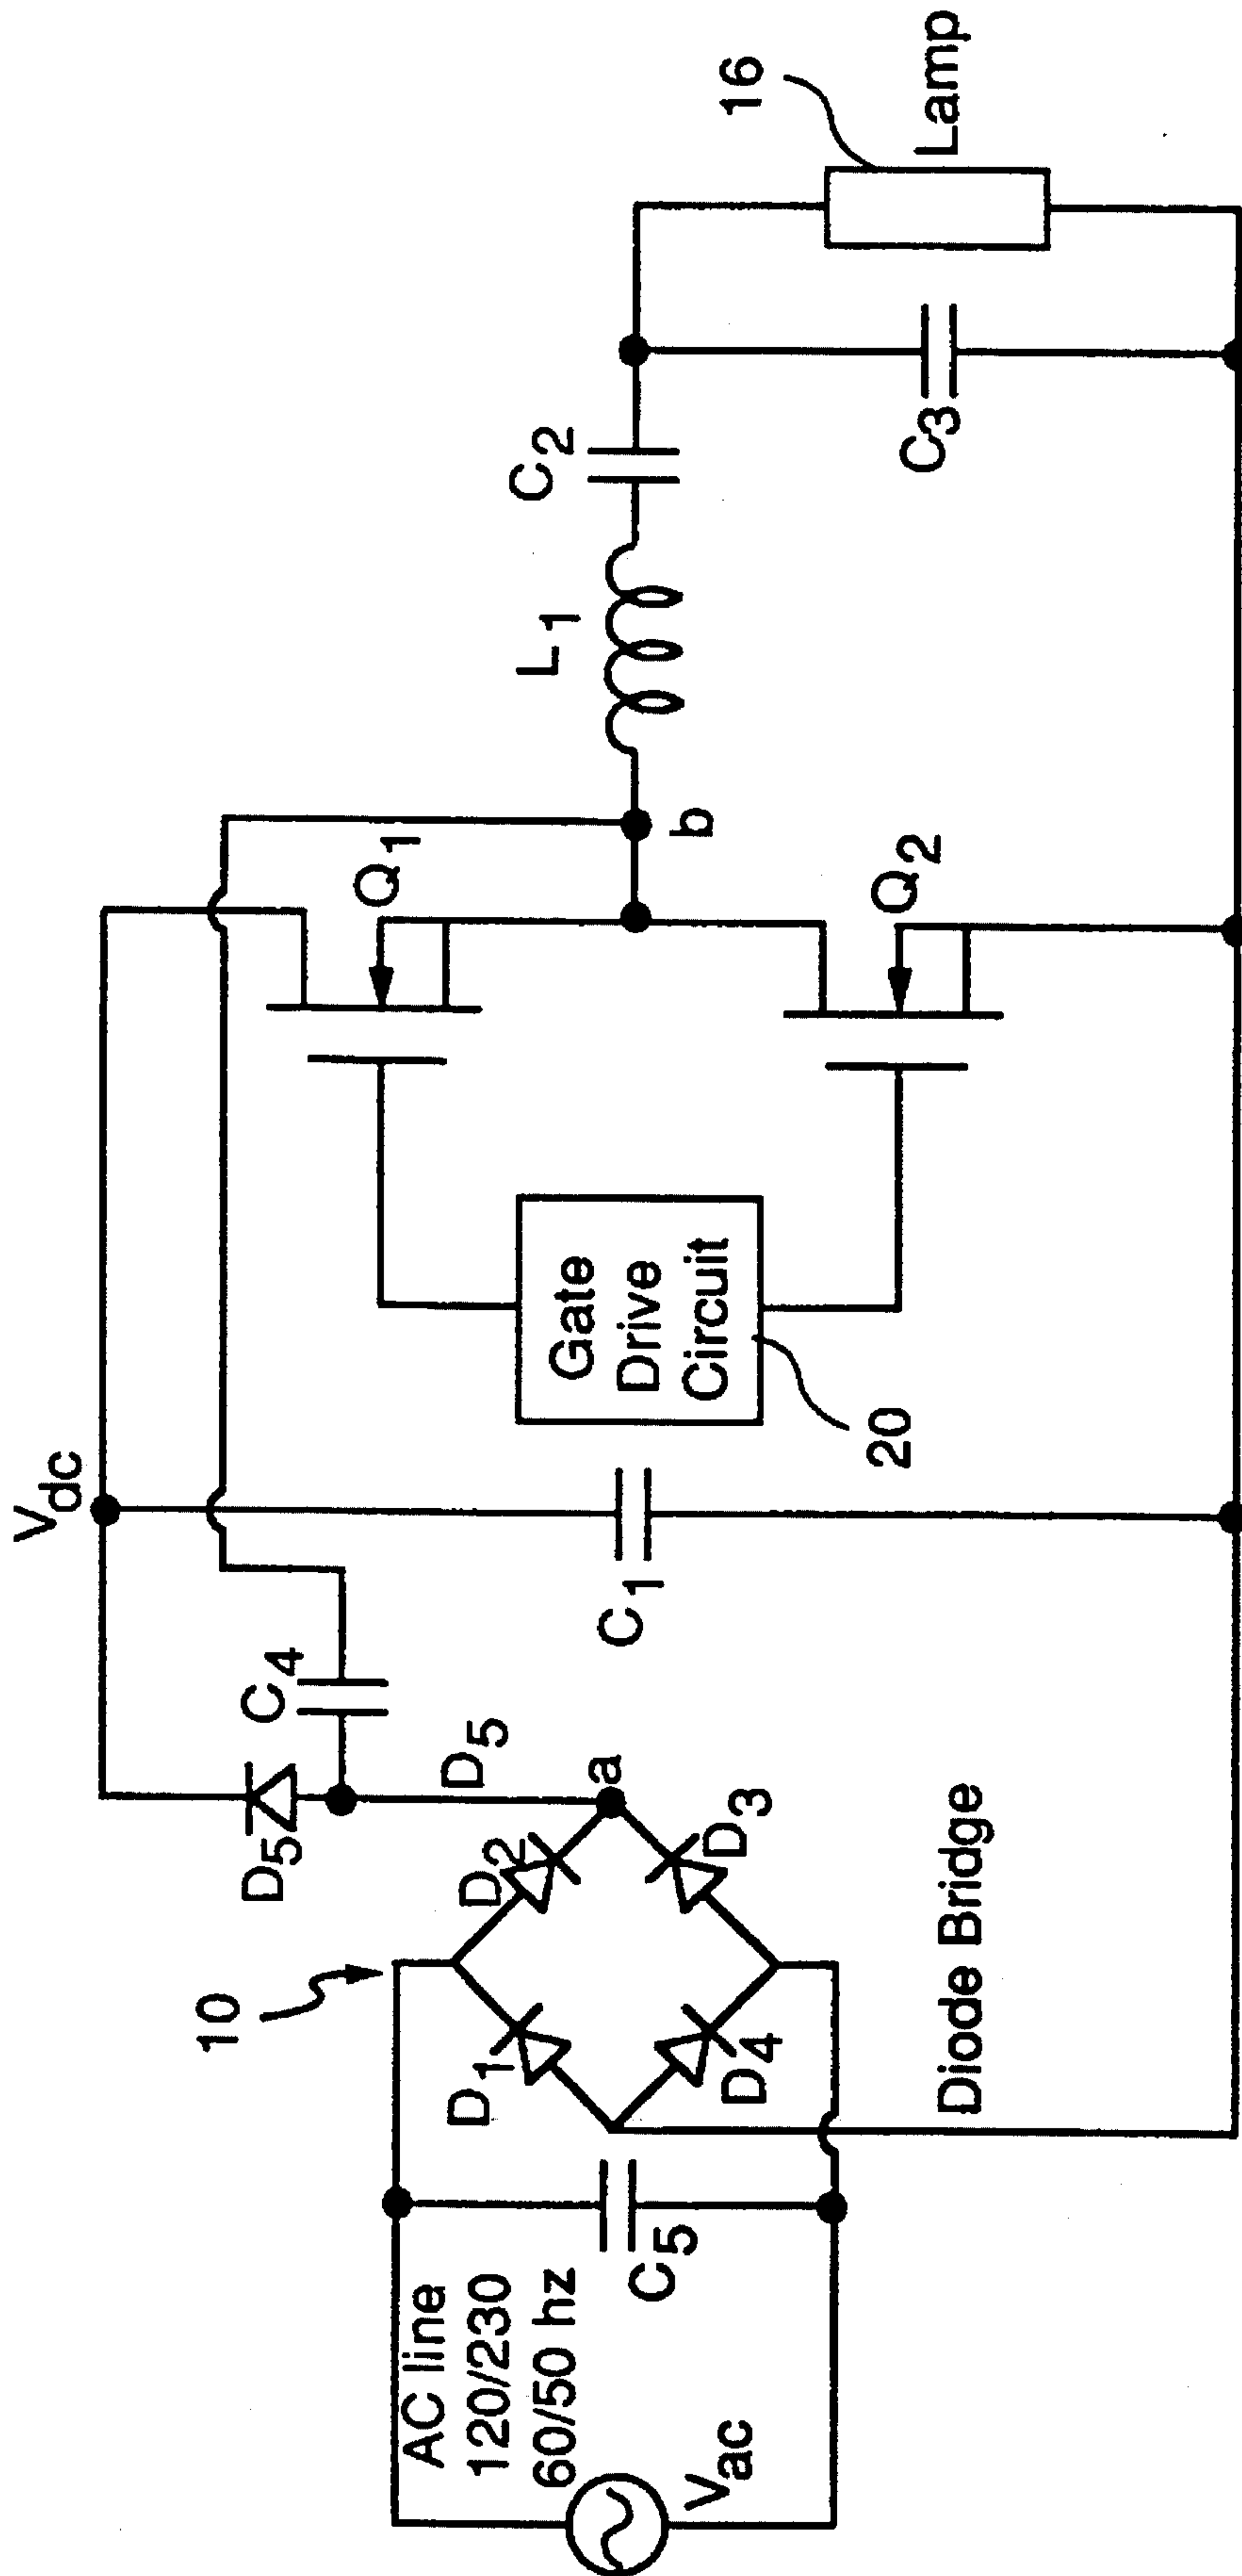 AC line
120/230
60/50 hz
Vac
C5
10
D1
D2
D3
D4
Diode Bridge
a
D5
D5
C4
Vdc
C1
Gate
Drive
Circuit
20
Q1
Q2
b
L1
C2
C3
16
Lamp